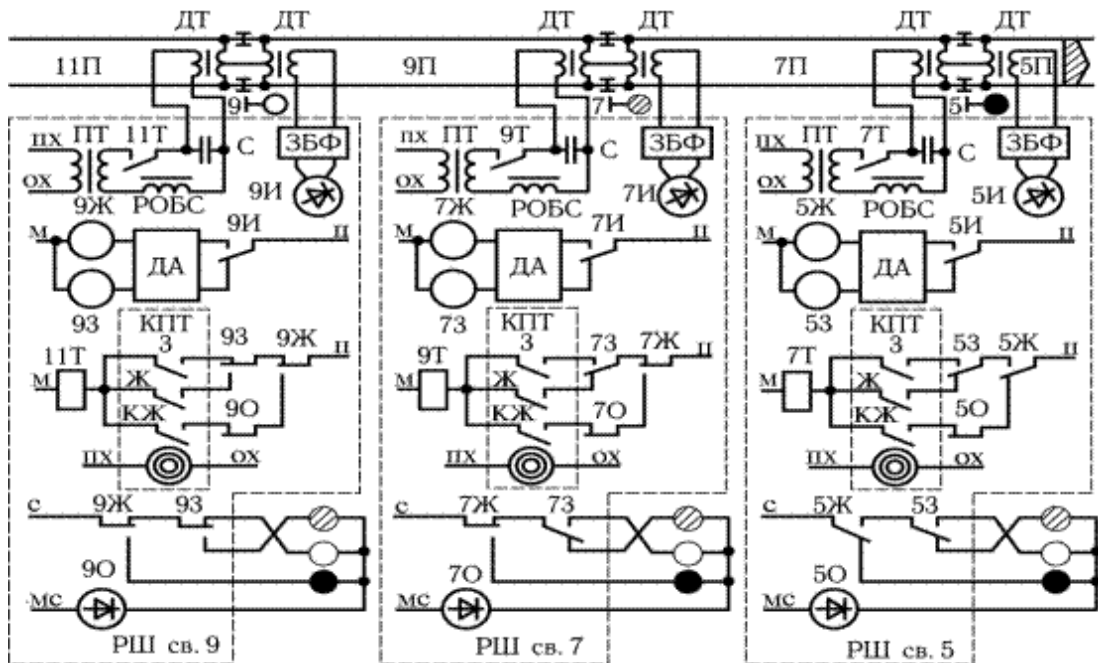 ДТ ДТ ДТ ДТ ДТ ДТ
11П 9П 7П 5П
9 7 5
ПХ ПТ 11Т С ЗБФ ПХ ПТ 9Т С ЗБФ ПХ ПТ 7Т С ЗБФ
ОХ РОБС 9И ОХ РОБС 7И ОХ РОБС 5И
9Ж 9И 7Ж 7И 5Ж 5И
М ДА П М ДА П М ДА П
93 КПТ 73 КПТ 53 КПТ
11Т З 93 9Ж П 9Т З 73 7Ж П 7Т З 53 5Ж П
М Ж М Ж М Ж
КЖ 9О КЖ 7О КЖ 5О
ПХ ОХ ПХ ОХ ПХ ОХ
С 9Ж 93 С 7Ж 73 С 5Ж 53
9О 7О 5О
МС МС МС
РШ св. 9 РШ св. 7 РШ св. 5